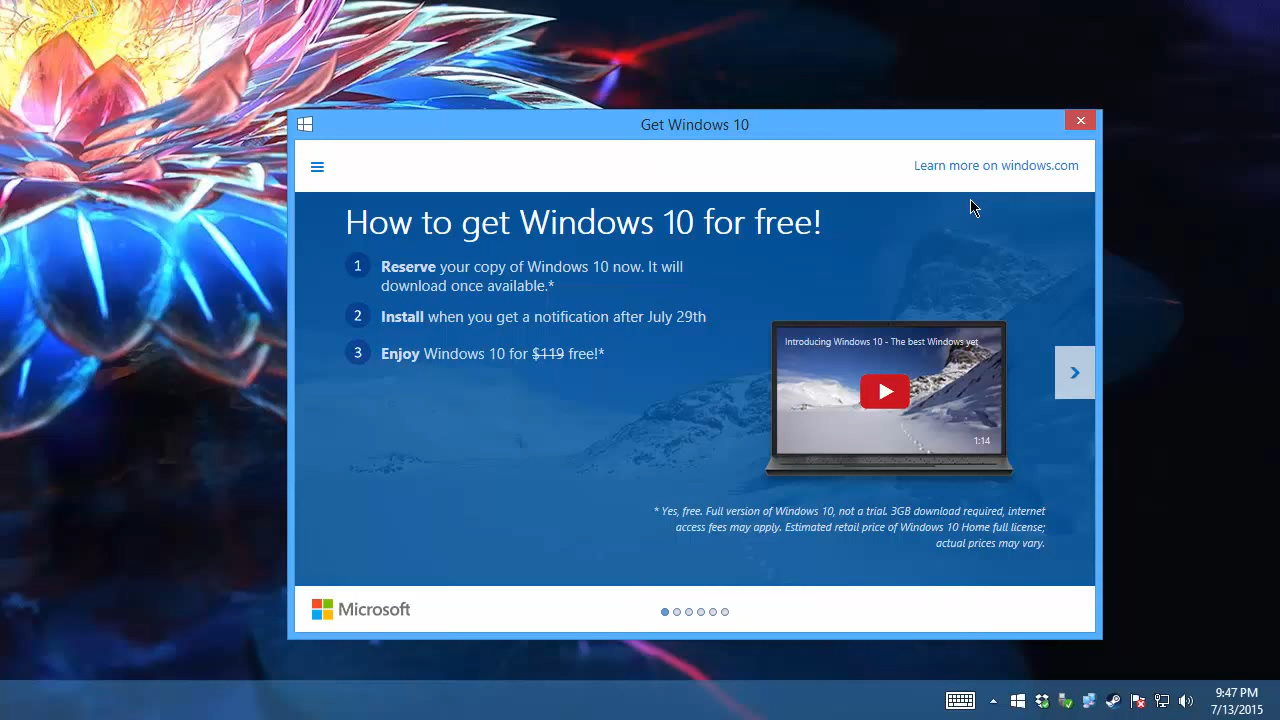 Get Windows 10
Learn more on windows.com
How to get Windows 10 for free!
1 Reserve your copy of Windows 10 now. It will
download once available.*
2 Install when you get a notification after July 29th
3 Enjoy Windows 10 for $119 free!*
Introducing Windows 10 - The best Windows yet
1:14
* Yes, free. Full version of Windows 10, not a trial. 3GB download required, internet
access fees may apply. Estimated retail price of Windows 10 Home full license;
actual prices may vary.
Microsoft
9:47 PM
7/13/2015